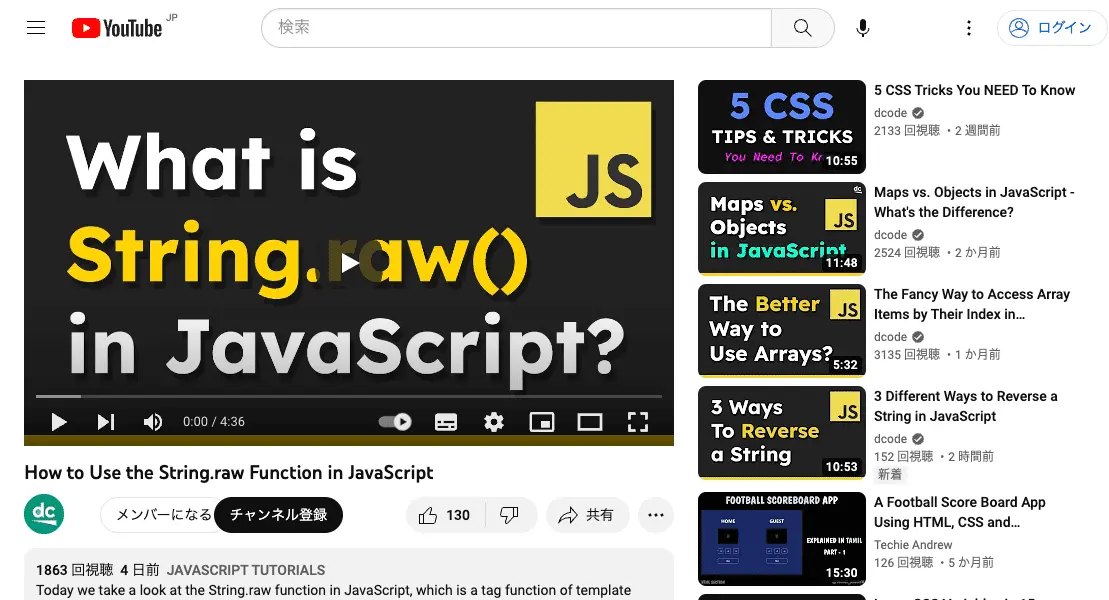 YouTube JP
検索
ログイン
What is
String.raw()
in JavaScript?
JS
0:00 / 4:36
How to Use the String.raw Function in JavaScript
dc
メンバーになる
チャンネル登録
130
共有
1863 回視聴 4 日前 JAVASCRIPT TUTORIALS
Today we take a look at the String.raw function in JavaScript, which is a tag function of template
5 CSS
TIPS & TRICKS
You Need To Kn
10:55
5 CSS Tricks You NEED To Know
dcode
2133 回視聴 ・2 週間前
dc
Maps vs.
Objects
in JavaScript
JS
11:48
Maps vs. Objects in JavaScript -
What's the Difference?
dcode
2524 回視聴 ・2 か月前
The Better
Way to
Use Arrays?
JS
5:32
The Fancy Way to Access Array
Items by Their Index in…
dcode
3135 回視聴 ・1 か月前
3 Ways
To Reverse
a String
JS
10:53
3 Different Ways to Reverse a
String in JavaScript
dcode
152 回視聴 ・2 時間前
新着
FOOTBALL SCOREBOARD APP
HOME
GUEST
EXPLAINED IN TAMIL
PART - 1
15:30
A Football Score Board App
Using HTML, CSS and…
Techie Andrew
126 回視聴 ・5 か月前